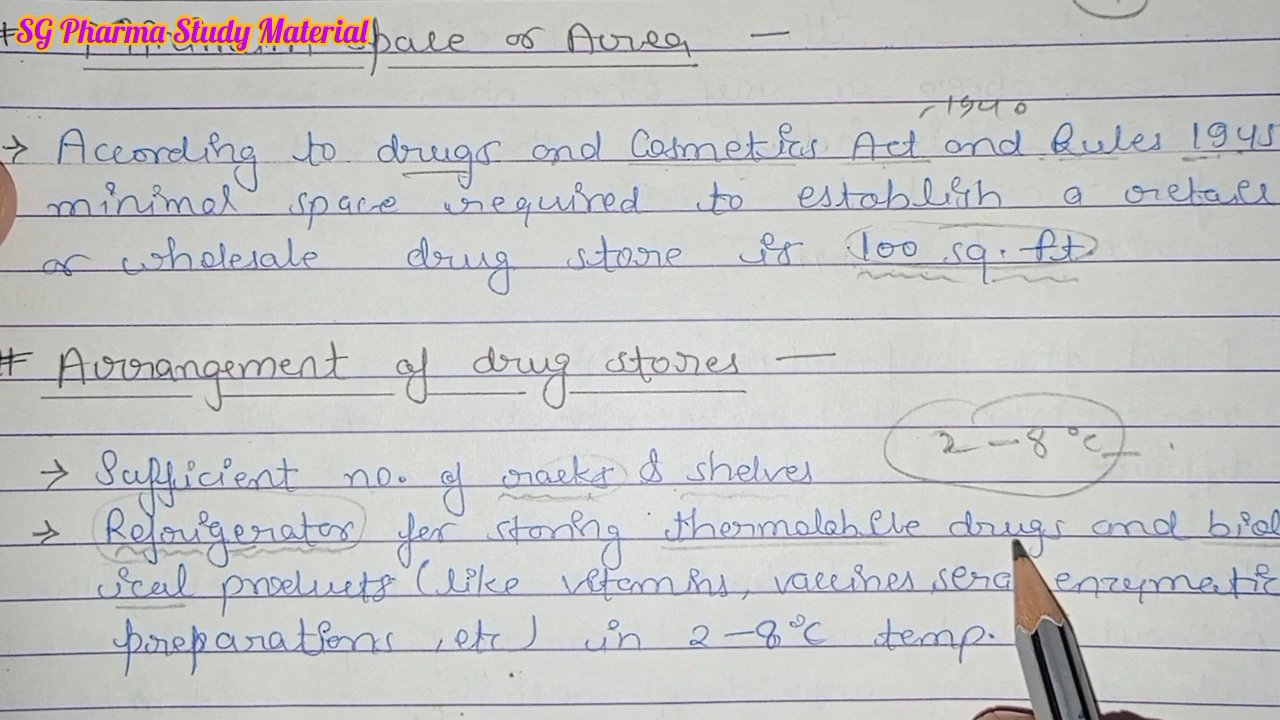 SG Pharma Study Material
# space or Area —
, 1940
→ According to drugs and Cosmetics Act and Rules 1945
minimal space required to establish a retail
or wholesale drug store is 100 sq. ft
# Arrangement of drug stores —
2 – 8 °C
→ Sufficient no. of racks & shelves
→ Refrigerator for storing thermolabile drugs and biol
ical products (like vitamins, vaccines, sera enzymatic
preparations, etc) in 2 – 8°C temp.